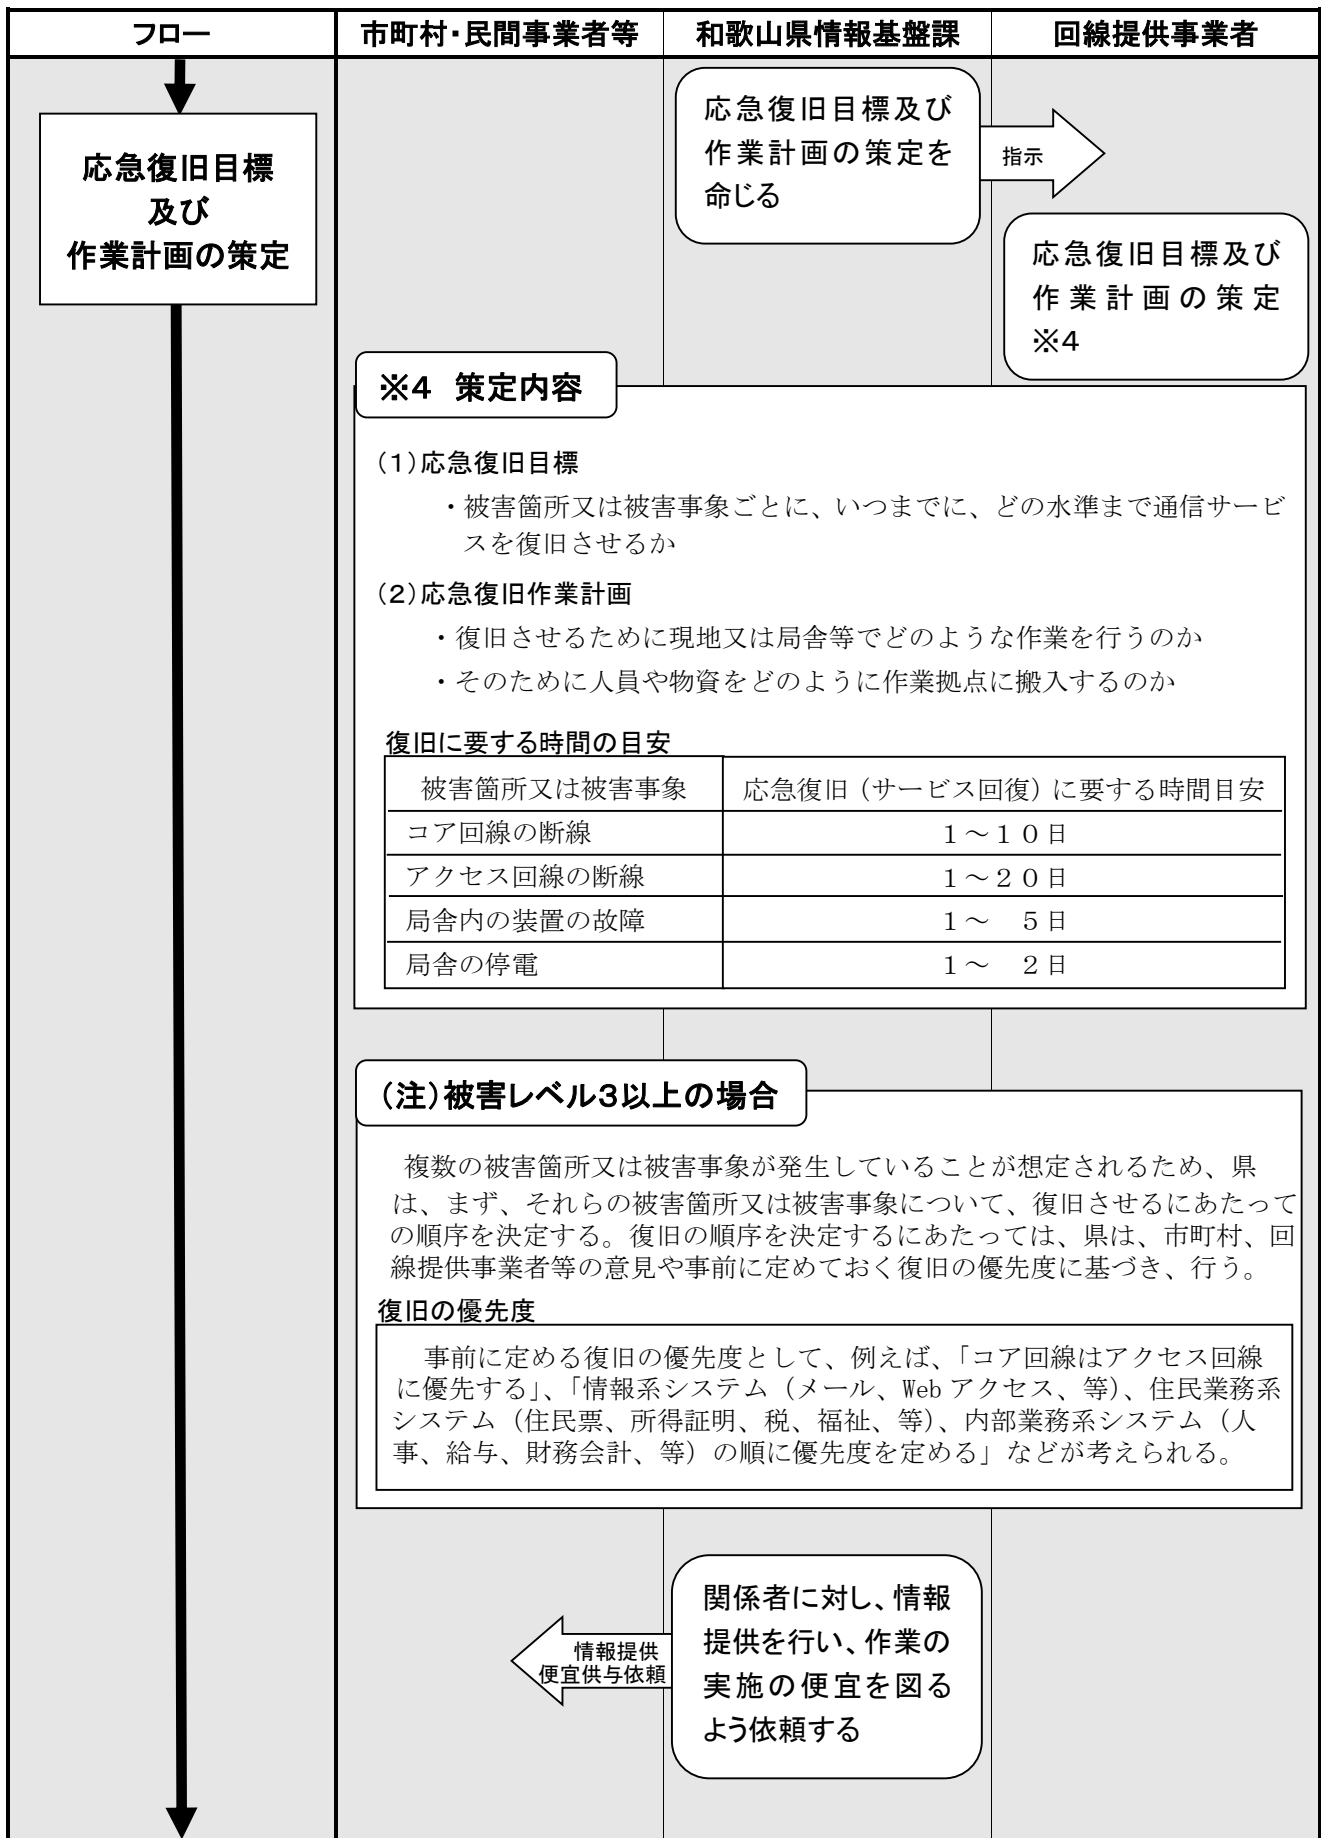 フロー
市町村・民間事業者等
和歌山県情報基盤課
回線提供事業者
応急復旧目標
及び
作業計画の策定
応急復旧目標及び
作業計画の策定を
命じる
指示
応急復旧目標及び
作業計画の策定
※4
※4 策定内容
(1)応急復旧目標
・被害箇所又は被害事象ごとに、いつまでに、どの水準まで通信サービ
スを復旧させるか
(2)応急復旧作業計画
・復旧させるために現地又は局舎等でどのような作業を行うのか
・そのために人員や物資をどのように作業拠点に搬入するのか
復旧に要する時間の目安
被害箇所又は被害事象 応急復旧(サービス回復)に要する時間目安
コア回線の断線 1～10日
アクセス回線の断線 1～20日
局舎内の装置の故障 1～ 5日
局舎の停電 1～ 2日
(注)被害レベル3以上の場合
複数の被害箇所又は被害事象が発生していることが想定されるため、県
は、まず、それらの被害箇所又は被害事象について、復旧させるにあたって
の順序を決定する。復旧の順序を決定するにあたっては、県は、市町村、回
線提供事業者等の意見や事前に定めておく復旧の優先度に基づき、行う。
復旧の優先度
事前に定める復旧の優先度として、例えば、「コア回線はアクセス回線
に優先する」、「情報系システム（メール、Web アクセス、等）、住民業務系
システム（住民票、所得証明、税、福祉、等）、内部業務系システム（人
事、給与、財務会計、等）の順に優先度を定める」などが考えられる。
関係者に対し、情報
提供を行い、作業の
実施の便宜を図る
よう依頼する
情報提供
便宜供与依頼